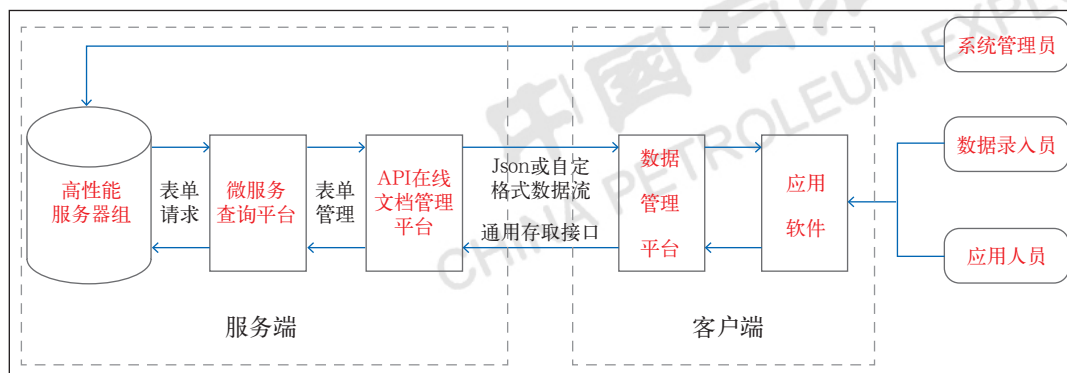 系统管理员
高性能
服务器组
表单
请求
微服务
查询平台
表单
管理
API在线
文档管理
平台
Json或自定
格式数据流
通用存取接口
数据
管理
平台
应用
软件
数据录入员
应用人员
服务端
客户端
中国石
CHINA PETROLEUM EXPL